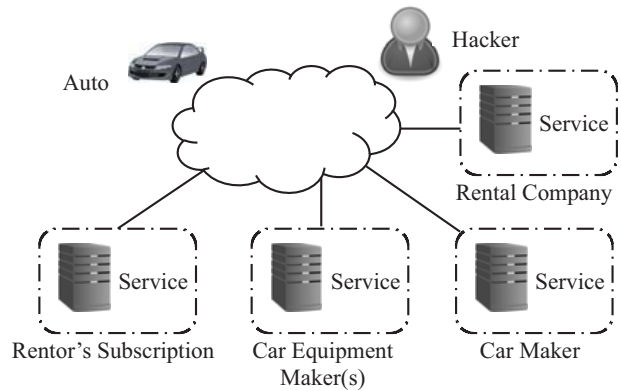 Hacker
Auto
Service
Rental Company
Service
Service
Service
Rentor's Subscription
Car Equipment
Maker(s)
Car Maker